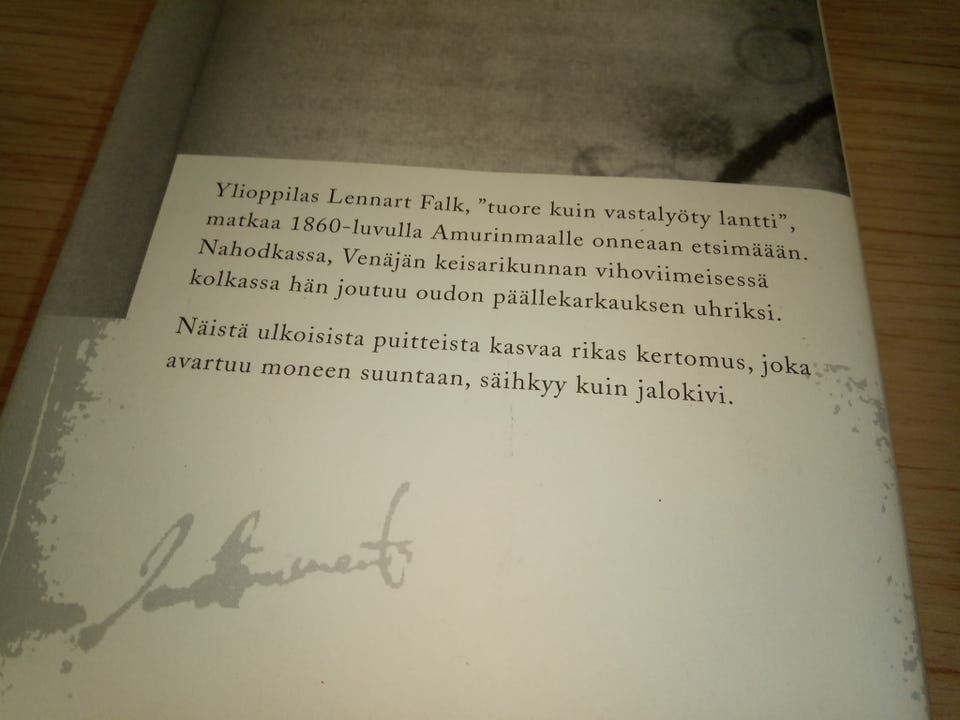 Ylioppilas Lennart Falk, ”tuore kuin vastalyöty lantti”,
matkaa 1860-luvulla Amurinmaalle onneaan etsimäään.
Nahodkassa, Venäjän keisarikunnan vihoviimeisessä
kolkassa hän joutuu oudon päällekarkauksen uhriksi.
Näistä ulkoisista puitteista kasvaa rikas kertomus, joka
avartuu moneen suuntaan, säihkyy kuin jalokivi.